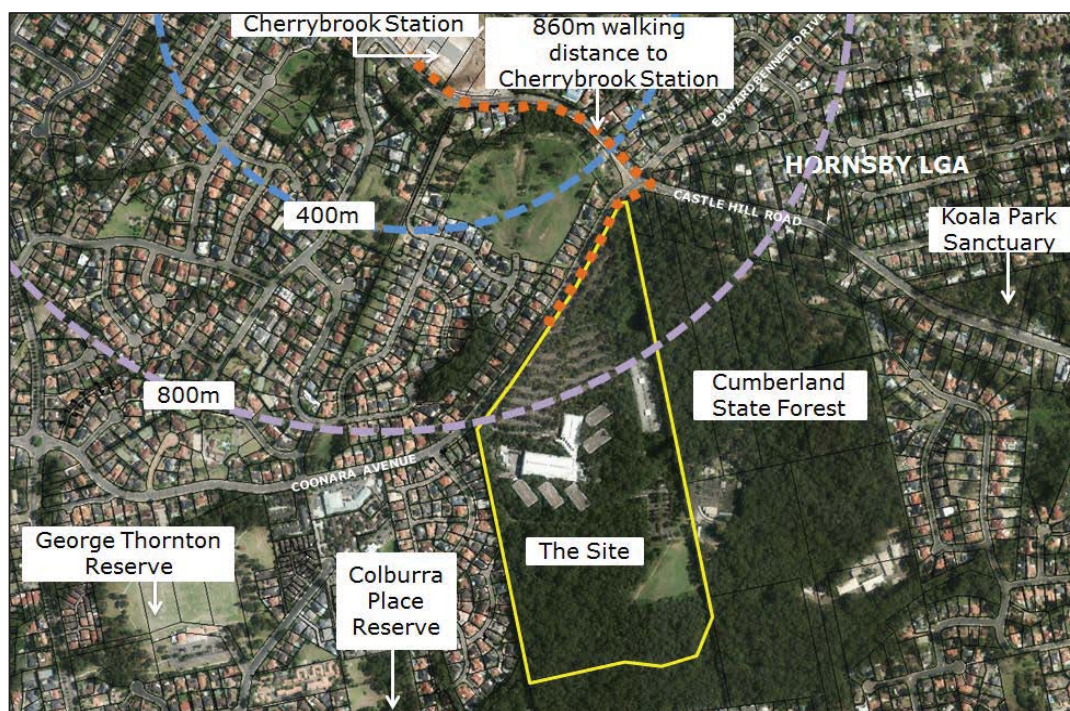 Cherrybrook Station
860m walking
distance to
Cherrybrook Station
EDWARD BENNETT DRIVE
HORNSBY LGA
CASTLE HILL ROAD
400m
Koala Park
Sanctuary
800m
Cumberland
State Forest
COONARA AVENUE
George Thornton
Reserve
The Site
Colburra
Place
Reserve